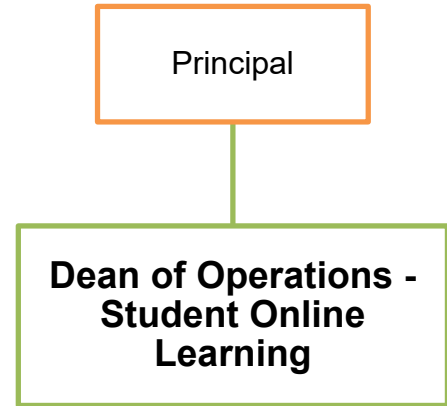 Principal
Dean of Operations -
Student Online
Learning